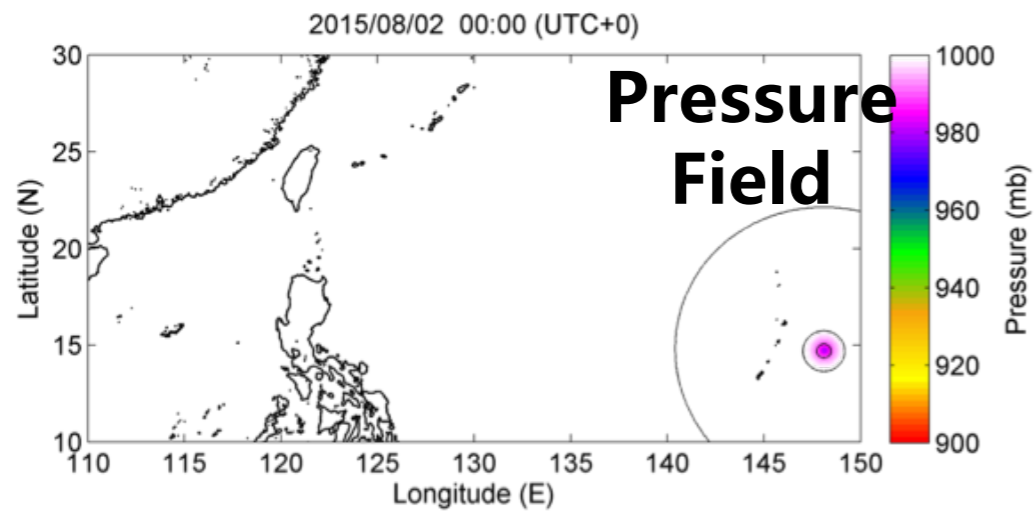 2015/08/02 00:00 (UTC+0)
Pressure
Field
Latitude (N)
30
25
20
15
10
110 115 120 125 130 135 140 145 150
Longitude (E)
1000
980
960
940
920
900
Pressure (mb)